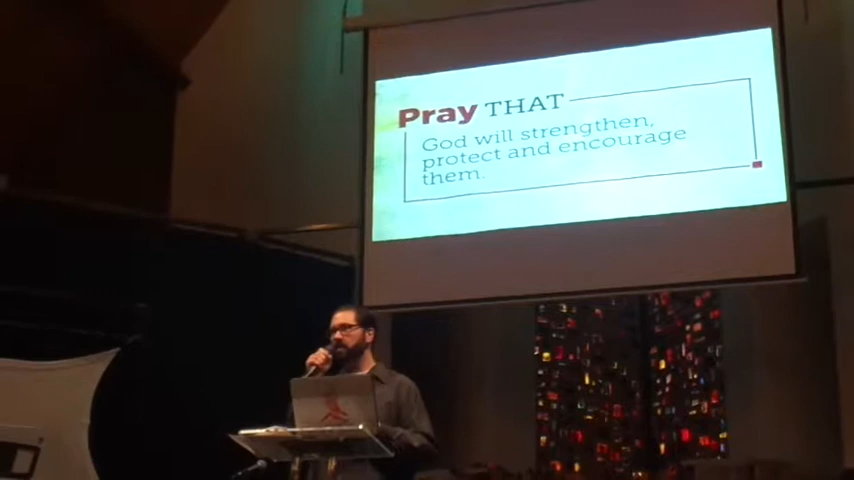 Pray THAT
God will strengthen,
protect and encourage
them.